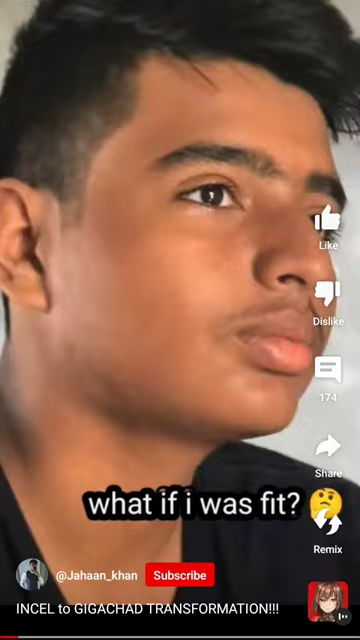 Like
Dislike
174
Share
what if i was fit? 🤔
Remix
@Jahaan_khan Subscribe
INCEL to GIGACHAD TRANSFORMATION!!!